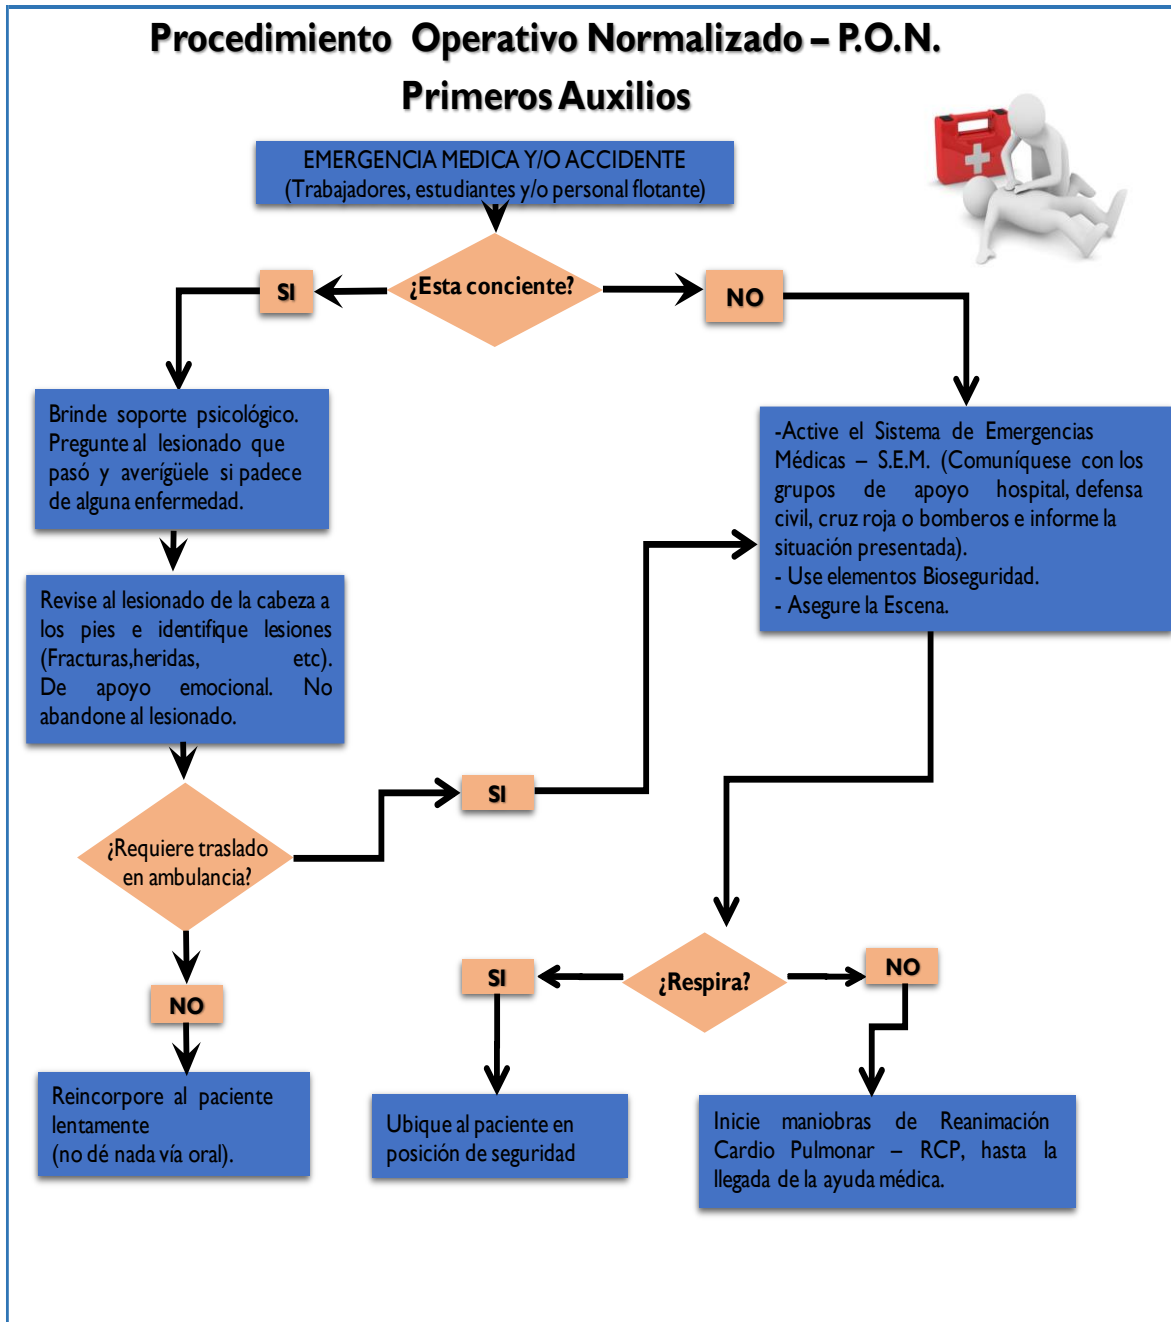 Procedimiento Operativo Normalizado – P.O.N.
Primeros Auxilios
EMERGENCIA MEDICA Y/O ACCIDENTE
(Trabajadores, estudiantes y/o personal flotante)
¿Esta conciente?
SI
NO
Brinde soporte psicológico.
Pregunte al lesionado que
pasó y averígüele si padece
de alguna enfermedad.
-Active el Sistema de Emergencias
Médicas – S.E.M. (Comuníquese con los
grupos de apoyo hospital, defensa
civil, cruz roja o bomberos e informe la
situación presentada).
- Use elementos Bioseguridad.
- Asegure la Escena.
Revise al lesionado de la cabeza a
los pies e identifique lesiones
(Fracturas,heridas, etc).
De apoyo emocional. No
abandone al lesionado.
SI
¿Requiere traslado
en ambulancia?
NO
SI
¿Respira?
NO
Reincorpore al paciente
lentamente
(no dé nada vía oral).
Ubique al paciente en
posición de seguridad
Inicie maniobras de Reanimación
Cardio Pulmonar – RCP, hasta la
llegada de la ayuda médica.